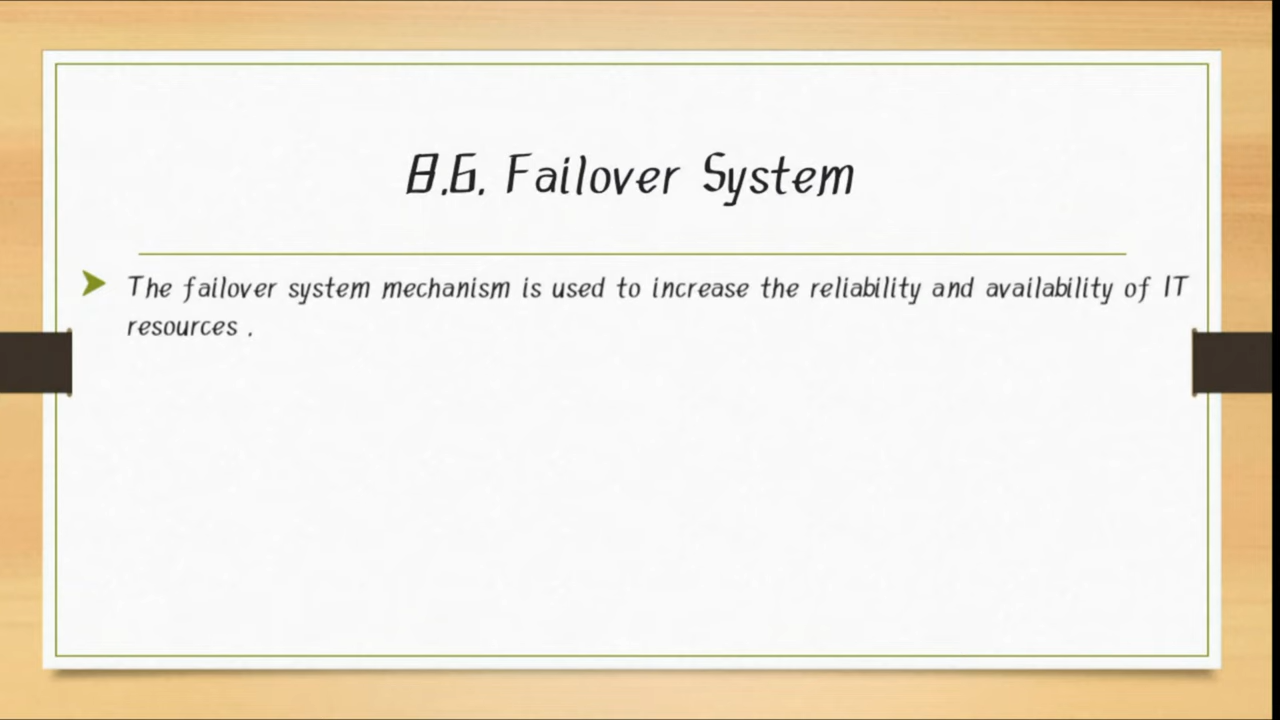 8.6. Failover System
The failover system mechanism is used to increase the reliability and availability of IT
resources .